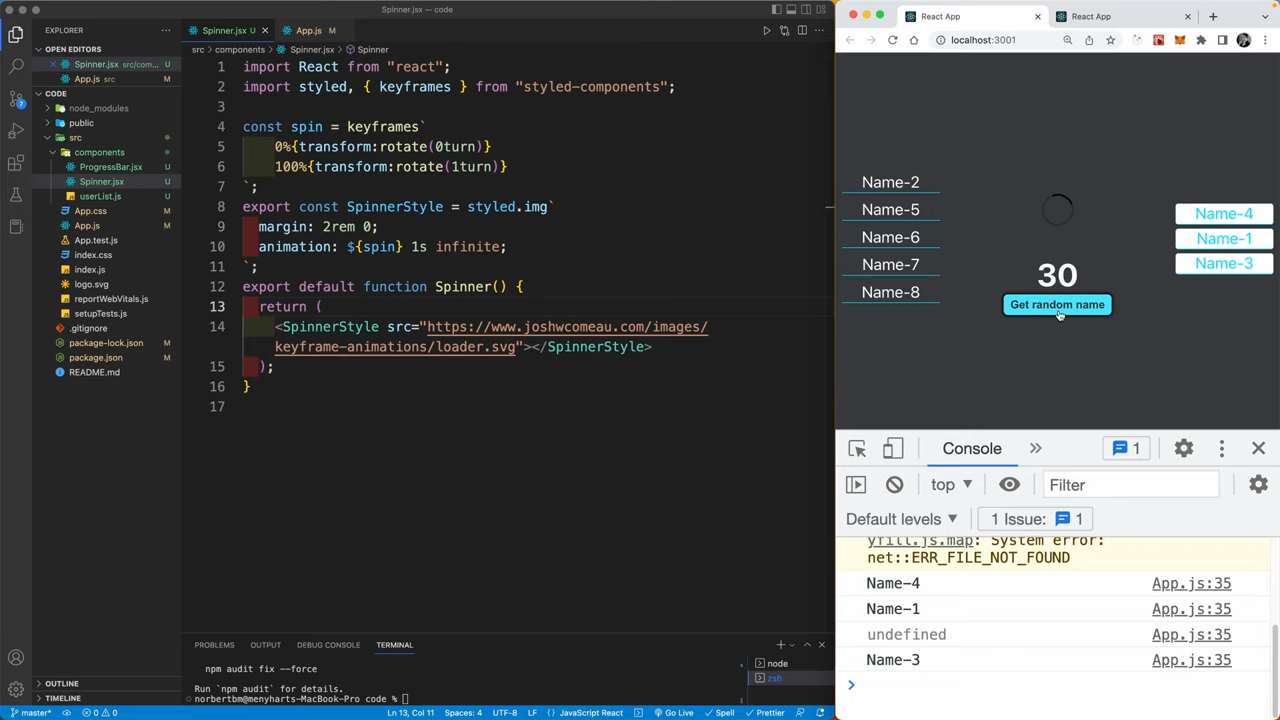 Spinner.jsx — code
EXPLORER
OPEN EDITORS
Spinner.jsx src/com... U
App.js src M
CODE
node_modules
public
src
components
ProgressBar.jsx U
Spinner.jsx U
userList.js U
App.css M
App.js M
App.test.js
index.css
index.js
logo.svg
reportWebVitals.js
setupTests.js
.gitignore
package-lock.json M
package.json M
README.md
OUTLINE
TIMELINE
Spinner.jsx U
App.js M
src > components > Spinner.jsx > Spinner
1 import React from "react";
2 import styled, { keyframes } from "styled-components";
3
4 const spin = keyframes`
5 0%{transform:rotate(0turn)}
6 100%{transform:rotate(1turn)}
7 `;
8 export const SpinnerStyle = styled.img`
9 margin: 2rem 0;
10 animation: ${spin} 1s infinite;
11 `;
12 export default function Spinner() {
13 return (
14 <SpinnerStyle src="https://www.joshwcomeau.com/images/
keyframe-animations/loader.svg"></SpinnerStyle>
15 );
16 }
17
PROBLEMS OUTPUT DEBUG CONSOLE TERMINAL
npm audit fix --force
Run `npm audit` for details.
norbertbm@menyharts-MacBook-Pro code %
node
zsh
7
master* 0 0 Ln 13, Col 11 Spaces: 4 UTF-8 LF JavaScript React Go Live Spell Prettier
React App
React App
localhost:3001
Name-2
Name-5
Name-6
Name-7
Name-8
30
Get random name
Name-4
Name-1
Name-3
Console 1
top Filter
Default levels 1 Issue: 1
yfill.js.map: System error:
net::ERR_FILE_NOT_FOUND
Name-4 App.js:35
Name-1 App.js:35
undefined App.js:35
Name-3 App.js:35